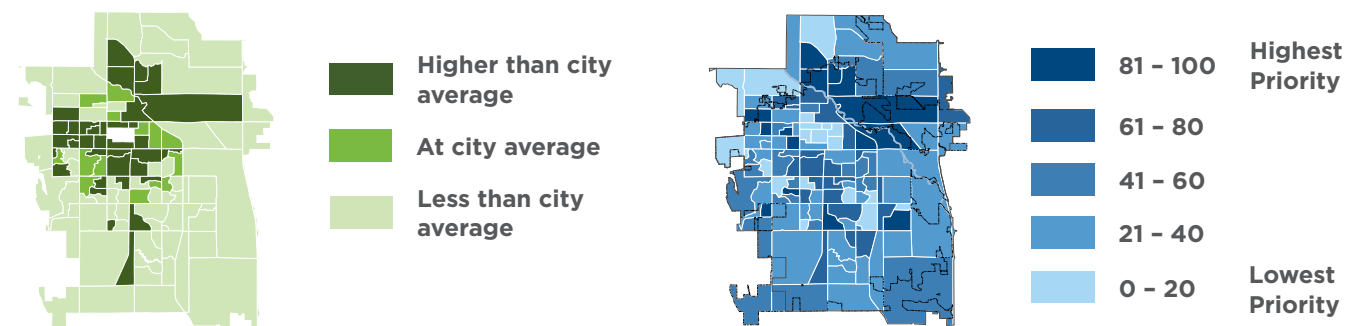 Higher than city
average
At city average
Less than city
average
81 – 100
Highest
Priority
61 – 80
41 – 60
21 – 40
0 – 20
Lowest
Priority